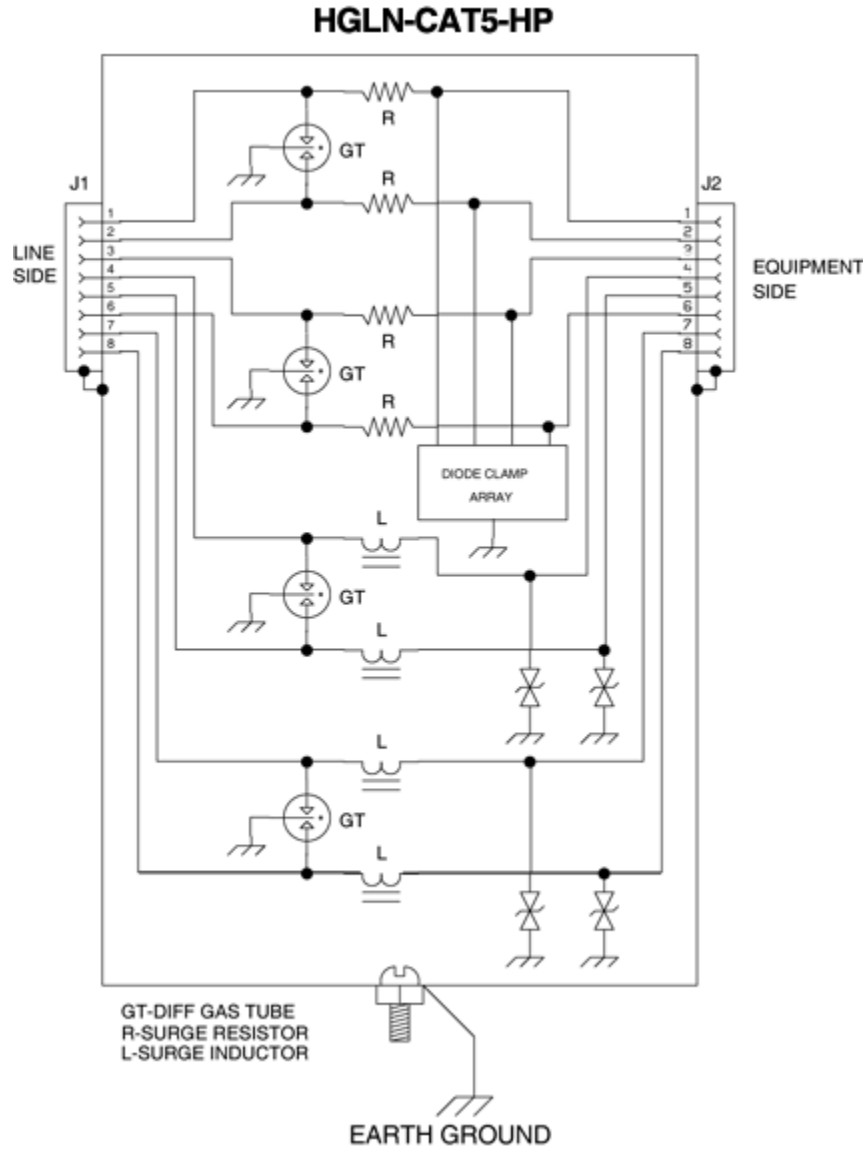 HGLN-CAT5-HP
R
GT
J1
J2
R
1
2
3
4
5
6
7
8
1
2
3
4
5
6
7
8
LINE
SIDE
EQUIPMENT
SIDE
R
GT
R
DIODE CLAMP
ARRAY
L
GT
L
L
GT
L
GT-DIFF GAS TUBE
R-SURGE RESISTOR
L-SURGE INDUCTOR
EARTH GROUND